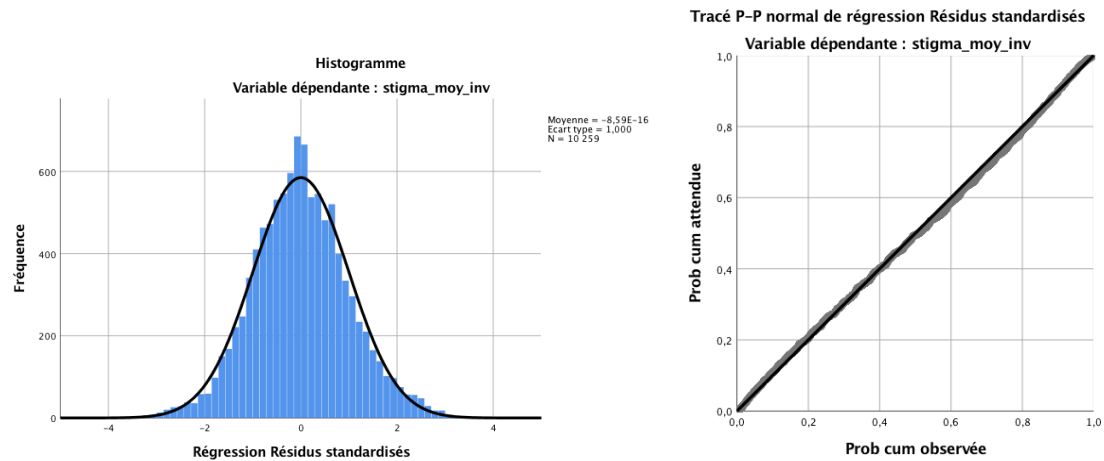 Histogramme
Variable dépendante : stigma_moy_inv
Moyenne = -8,59E-16
Ecart type = 1,000
N = 10 259
Fréquence
600
400
200
0
-4
-2
0
2
4
Régression Résidus standardisés
Tracé P-P normal de régression Résidus standardisés
Variable dépendante : stigma_moy_inv
Prob cum attendue
1,0
0,8
0,6
0,4
0,2
0,0
0,0
0,2
0,4
0,6
0,8
1,0
Prob cum observée